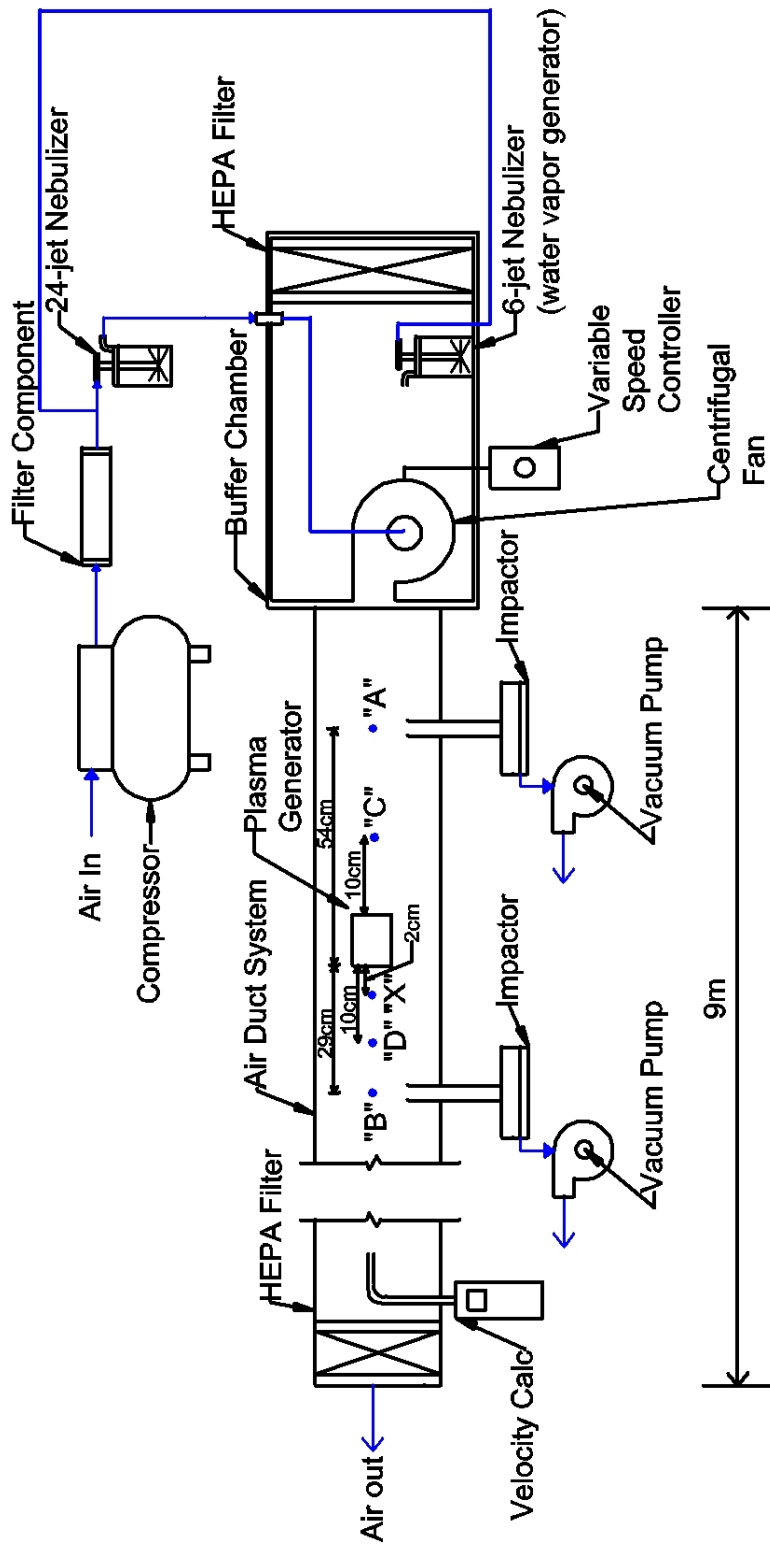 Air In
Compressor
Filter Component
24-jet Nebulizer
HEPA Filter
Air Duct System
Plasma
Generator
Buffer Chamber
HEPA Filter
29cm
54cm
10cm
10cm
2cm
"B"
"D"
"X"
"C"
"A"
Air out
Velocity Calc
Impactor
Vacuum Pump
Impactor
Vacuum Pump
Centrifugal
Fan
Variable
Speed
Controller
6-jet Nebulizer
(water vapor generator)
9m